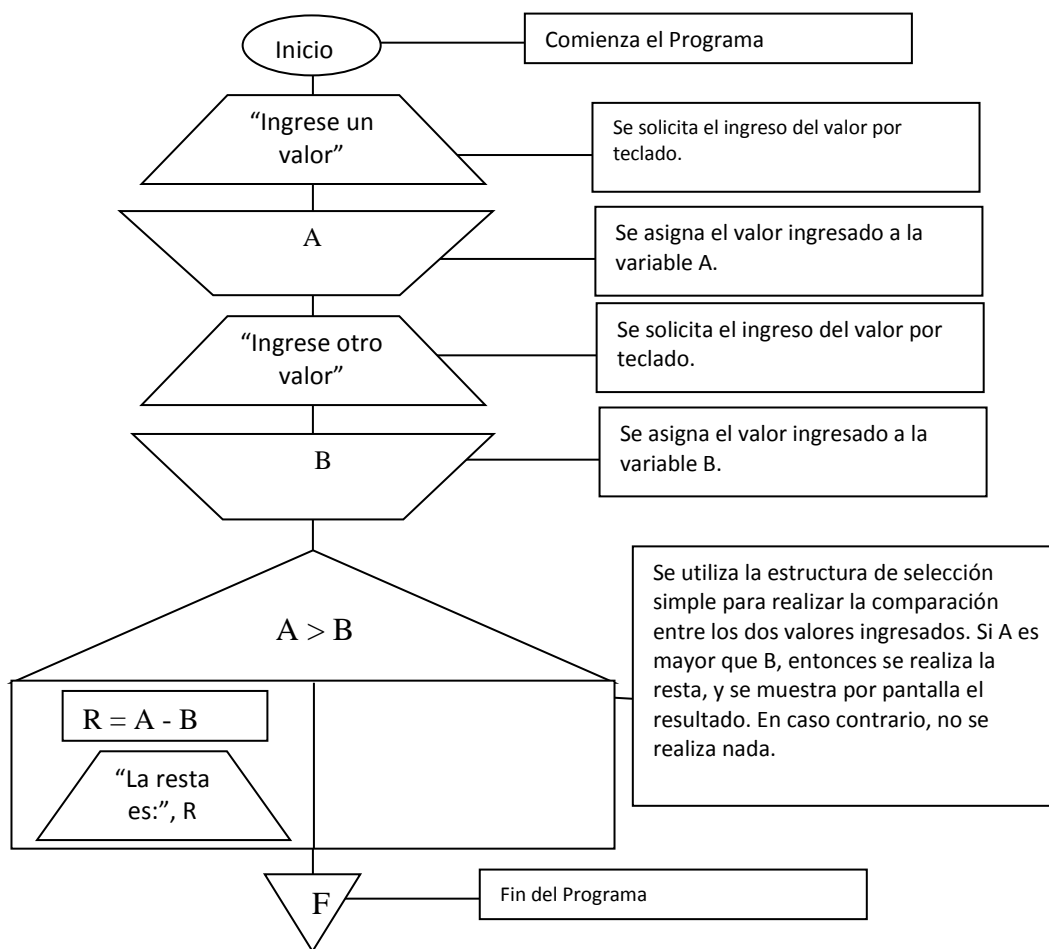 Inicio
Comienza el Programa
“Ingrese un
valor”
Se solicita el ingreso del valor por
teclado.
A
Se asigna el valor ingresado a la
variable A.
“Ingrese otro
valor”
Se solicita el ingreso del valor por
teclado.
B
Se asigna el valor ingresado a la
variable B.
A > B
Se utiliza la estructura de selección
simple para realizar la comparación
entre los dos valores ingresados. Si A es
mayor que B, entonces se realiza la
resta, y se muestra por pantalla el
resultado. En caso contrario, no se
realiza nada.
R = A - B
“La resta
es:”, R
F
Fin del Programa